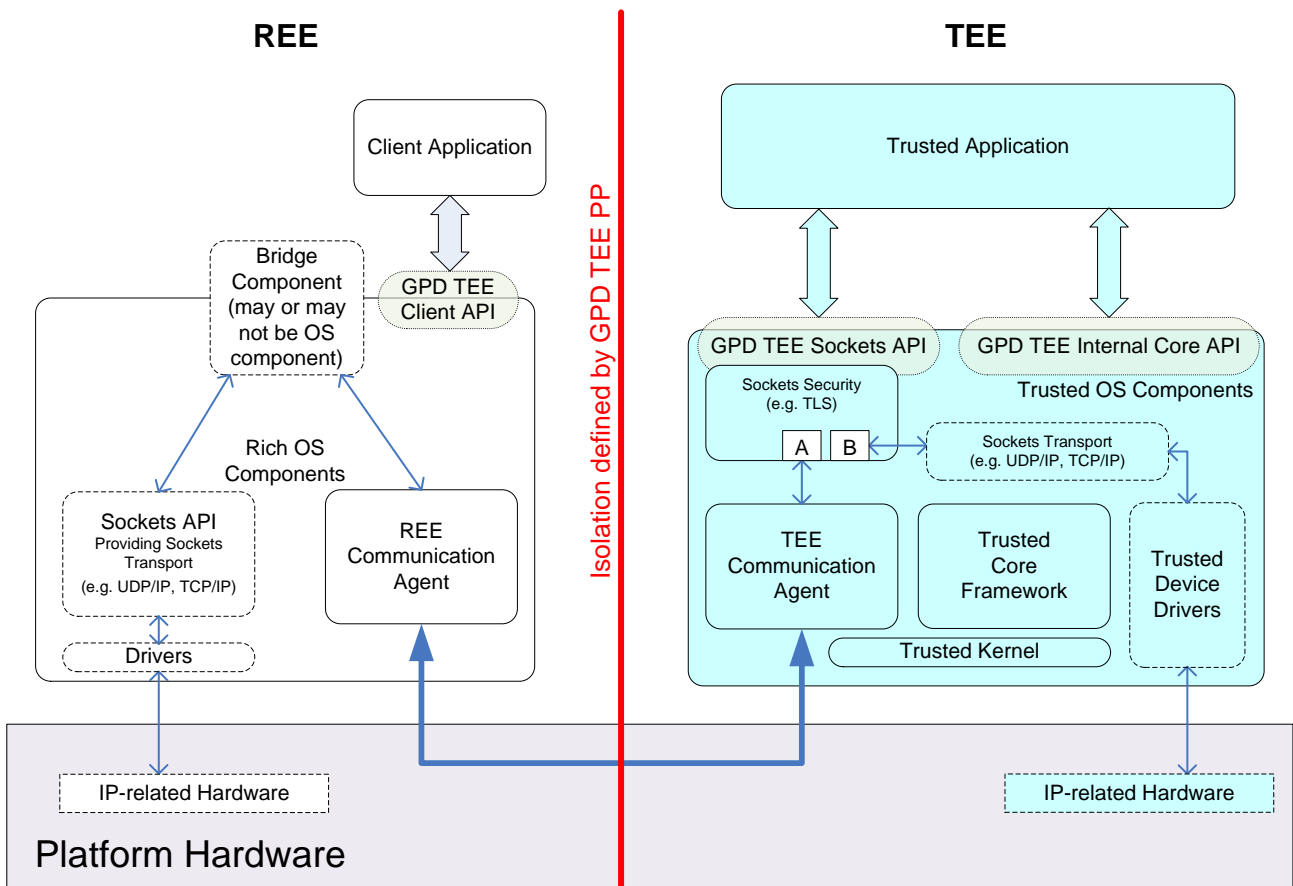 REE
TEE
Client Application
Trusted Application
Isolation defined by GPD TEE PP
Bridge
Component
(may or may
not be OS
component)
GPD TEE
Client API
GPD TEE Sockets API
GPD TEE Internal Core API
Sockets Security
(e.g. TLS)
Trusted OS Components
A
B
Sockets Transport
(e.g. UDP/IP, TCP/IP)
Rich OS
Components
Sockets API
Providing Sockets
Transport
(e.g. UDP/IP, TCP/IP)
REE
Communication
Agent
TEE
Communication
Agent
Trusted
Core
Framework
Trusted
Device
Drivers
Drivers
Trusted Kernel
IP-related Hardware
IP-related Hardware
Platform Hardware